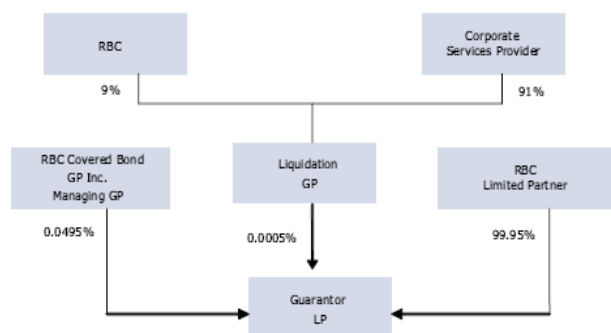 RBC
Corporate
Services Provider
9%
91%
RBC Covered Bond
GP Inc.
Managing GP
Liquidation
GP
RBC
Limited Partner
0.0495%
0.0005%
99.95%
Guarantor
LP